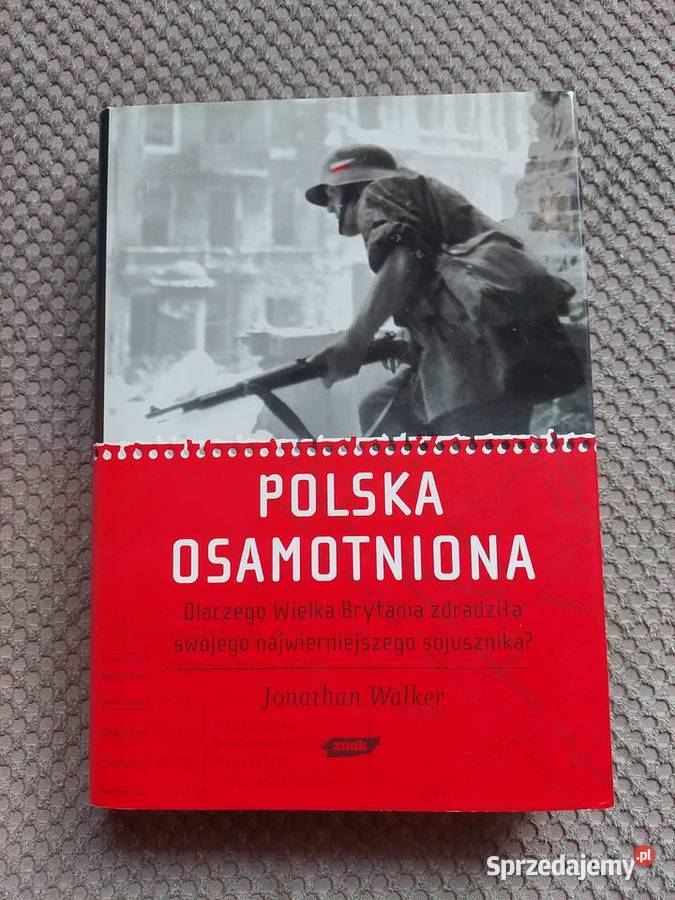 POLSKA
OSAMOTNIONA
Dlaczego Wielka Brytania zdradziła
swojego najwierniejszego sojusznika?
Jonathan Walker
znak
Sprzedajemy.pl